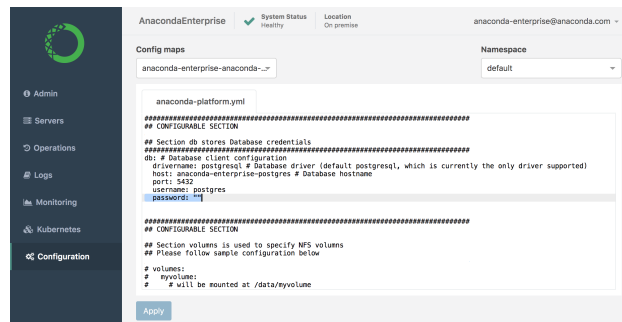 AnacondaEnterprise
System Status
Healthy
Location
On premise
anaconda-enterprise@anaconda.com
Config maps
anaconda-enterprise-anaconda-...
Namespace
default
Admin
Servers
Operations
Logs
Monitoring
Kubernetes
Configuration
anaconda-platform.yml
################################################################################
## CONFIGURABLE SECTION
## Section db stores Database credentials
################################################################################
db: # Database client configuration
drivername: postgresql # Database driver (default postgresql, which is currently the only driver supported)
host: anaconda-enterprise-postgres # Database hostname
port: 5432
username: postgres
password: ""
################################################################################
## CONFIGURABLE SECTION
## Section volumns is used to specify NFS volumns
## Please follow sample configuration below
# volumes:
# myvolume:
# # will be mounted at /data/myvolume
Apply